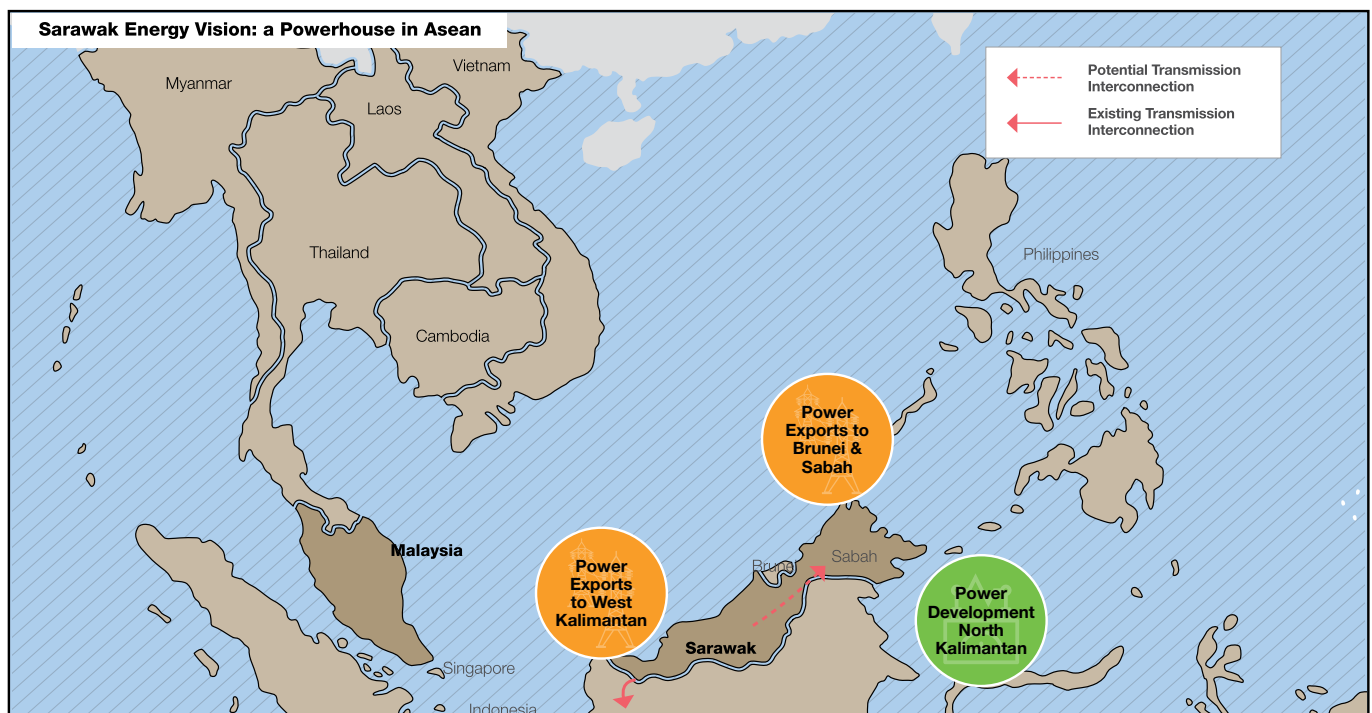 Sarawak Energy Vision: a Powerhouse in Asean
Potential Transmission
Interconnection
Existing Transmission
Interconnection
Myanmar
Vietnam
Laos
Thailand
Cambodia
Philippines
Power
Exports to
Brunei &
Sabah
Malaysia
Power
Exports
to West
Kalimantan
Brunei
Sabah
Power
Development
North
Kalimantan
Sarawak
Singapore
Indonesia